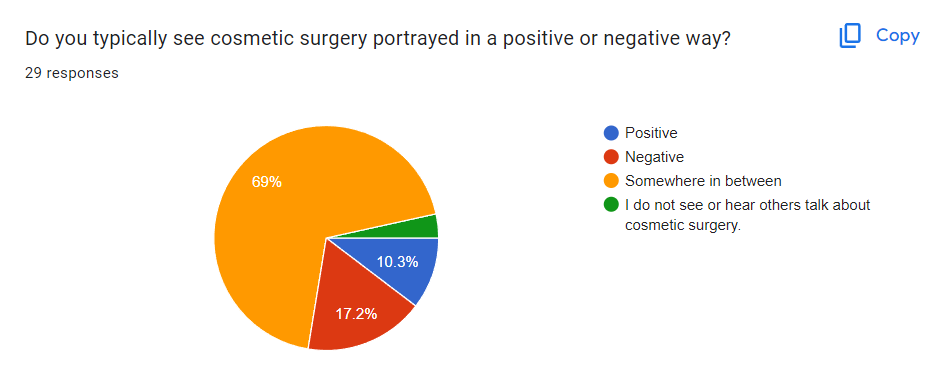 Do you typically see cosmetic surgery portrayed in a positive or negative way?
Copy
29 responses
Positive
Negative
Somewhere in between
I do not see or hear others talk about
cosmetic surgery.
69%
10.3%
17.2%